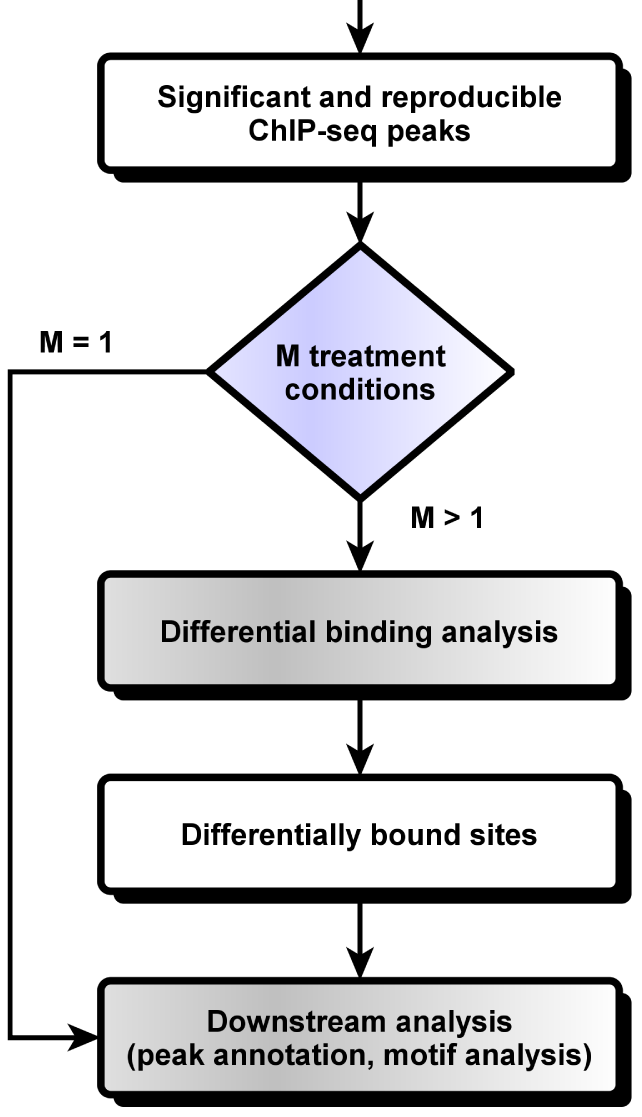 Significant and reproducible
ChIP-seq peaks
M = 1
M treatment
conditions
M > 1
Differential binding analysis
Differentially bound sites
Downstream analysis
(peak annotation, motif analysis)